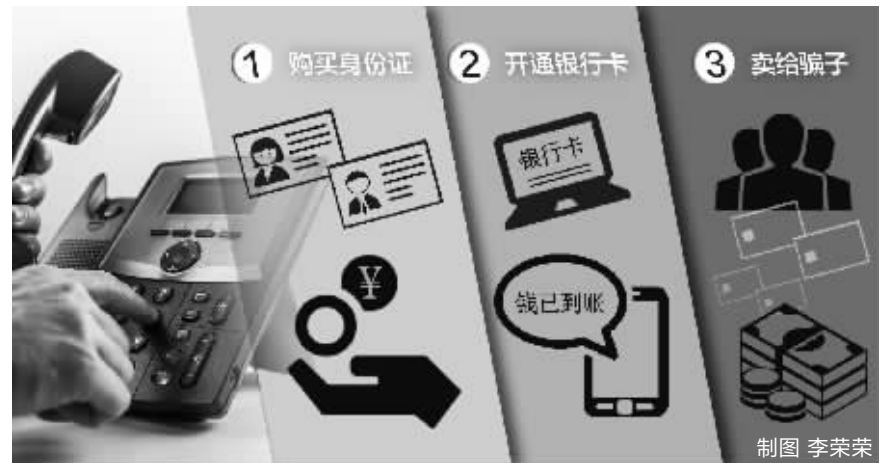 1 购买身份证
2 开通银行卡
3 卖给骗子
银行卡
¥
钱已到账
制图 李荣荣